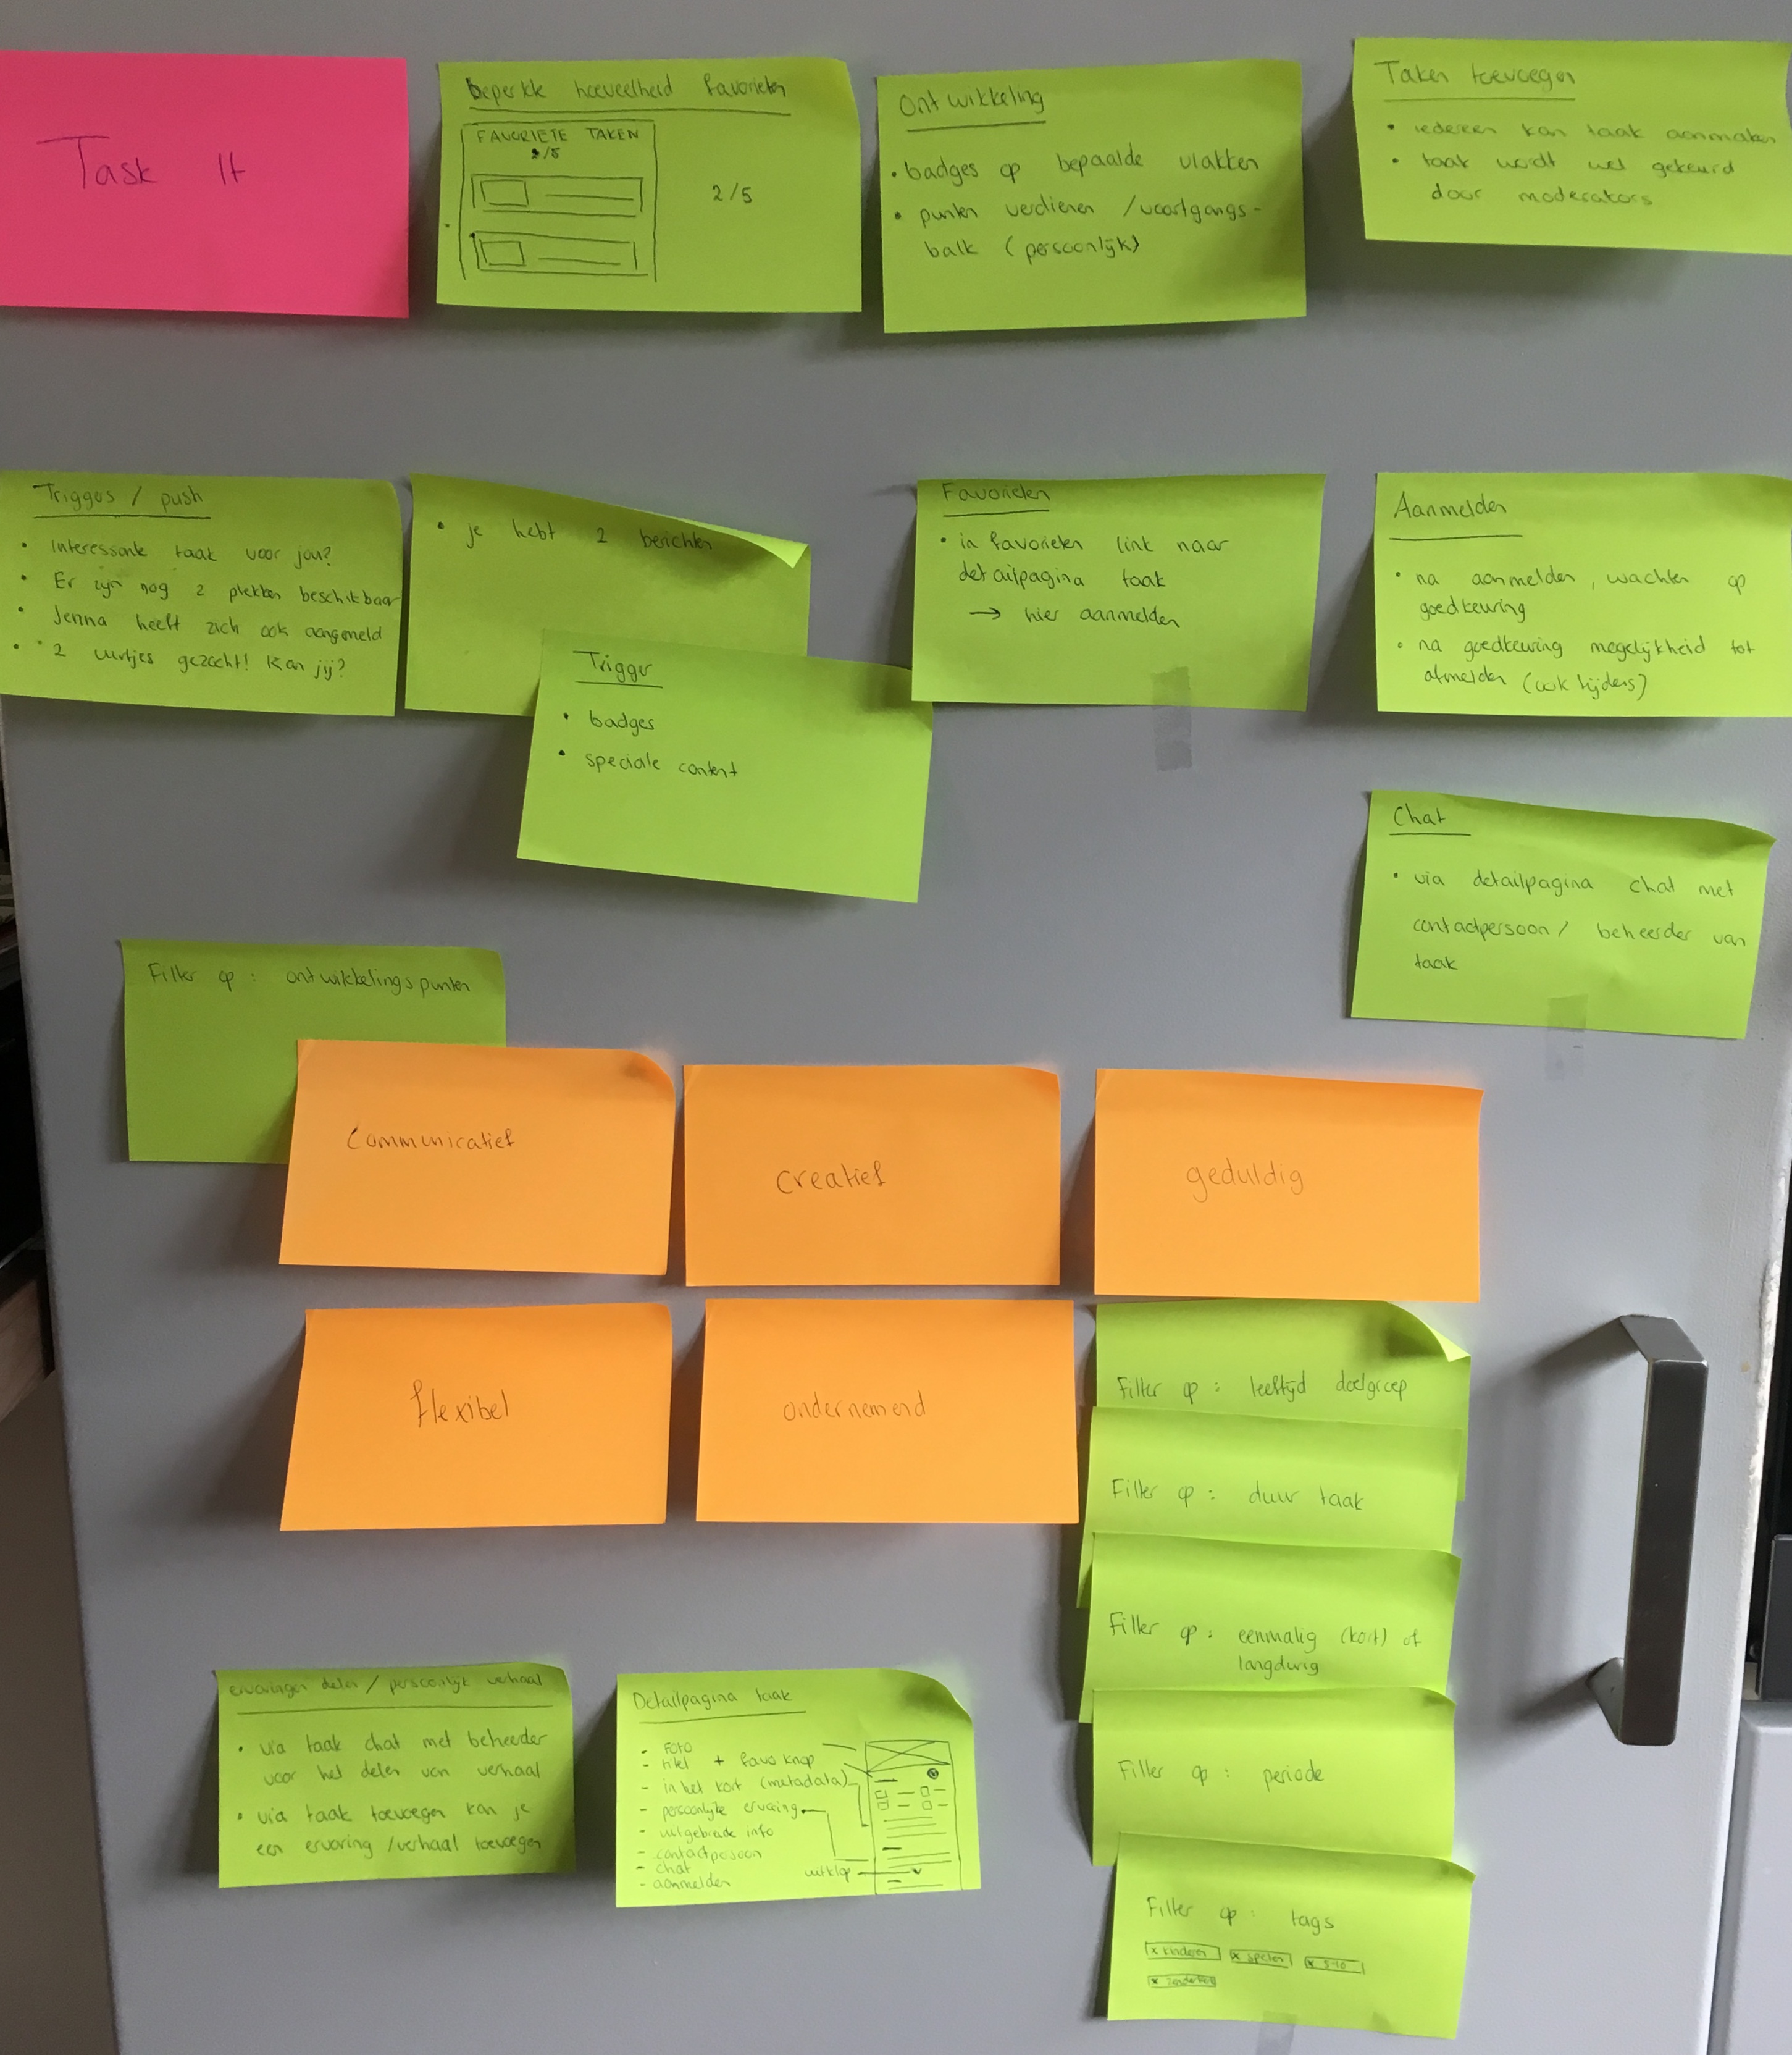 Task It
Beperkte hoeveelheid favorieten
FAVORIETE TAKEN
2/5
2/5
Ontwikkeling
• badges op bepaalde vlakken
• punten verdienen /voortgangs-
balk (persoonlijk)
Taken toevoegen
• iedereen kan taak aanmaken
• taak wordt wel gekeurd
door moderators
Triggers / push
• Interessante taak voor jou?
• Er zijn nog 2 plekken beschikbaar
• Jenna heeft zich ook aangemeld
• 2 uurtjes gezocht! Kan jij?
• je hebt 2 berichten
Trigger
• badges
• speciale content
Favorieten
• in favorieten link naar
detailpagina taak
→ hier aanmelden
Aanmelden
• na aanmelden, wachten op
goedkeuring
• na goedkeuring mogelijkheid tot
afmelden (ook tijdens)
Chat
• via detailpagina chat met
contactpersoon / beheerder van
taak
Filter op : ontwikkelingspunten
Communicatief
creatief
geduldig
flexibel
ondernemend
Filter op : leeftijd doelgroep
Filter op : duur taak
Filter op : eenmalig (kort) of
langdurig
Filter op : periode
Filter op : tags
x kinderen x spelen x 5-10
x
ervaringen delen / persoonlijk verhaal
• via taak chat met beheerder
voor het delen van verhaal
• via taak toevoegen kan je
een ervaring /verhaal toevoegen
Detailpagina taak
- Foto
- titel + favo knop
- in het kort (metadata)
- persoonlijke ervaring
- uitgebreide info
- contactpersoon
- chat
- aanmelden
uitklap